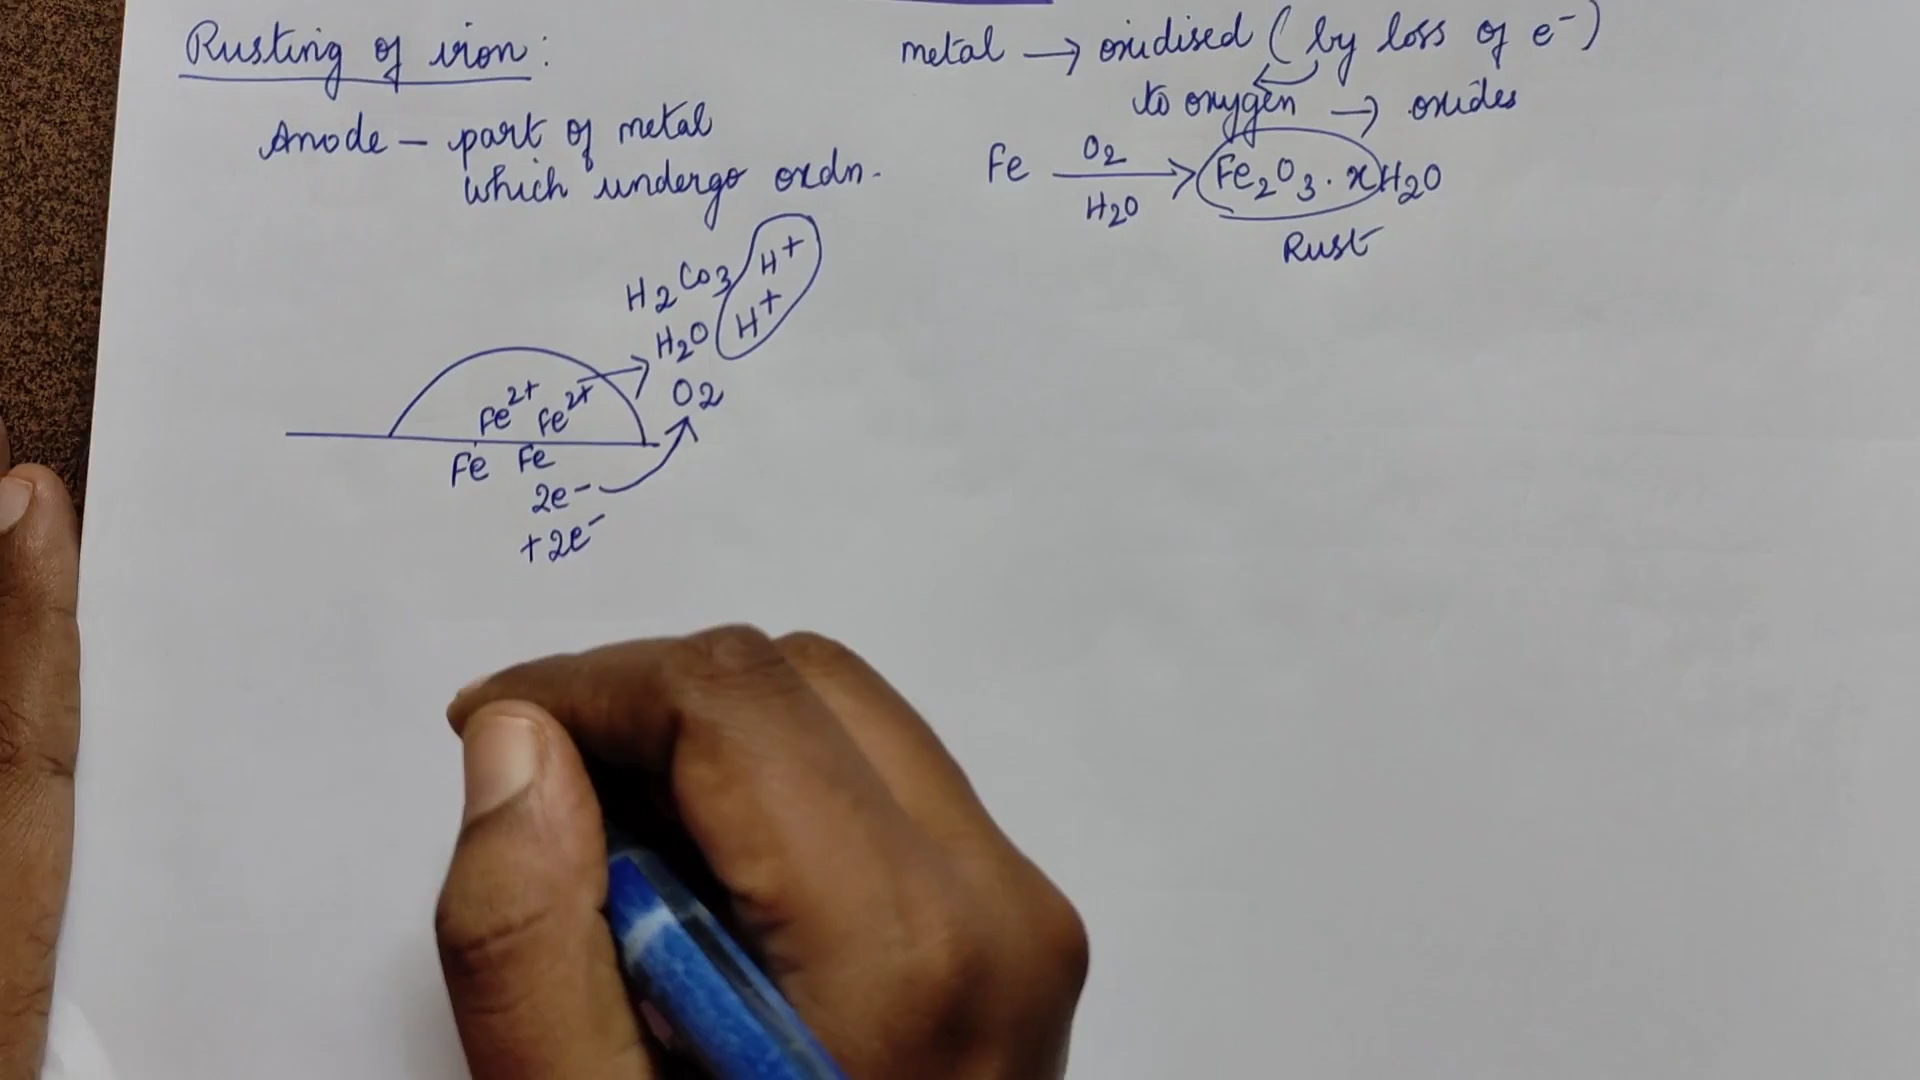 Rusting of iron:
Anode – part of metal
which undergo oxdn.
metal → oxidised (by loss of e⁻)
to oxygen → oxides
Fe O₂ H₂O → Fe₂O₃·xH₂O
Rust
H₂CO₃ H⁺
H₂O H⁺
O₂
Fe²⁺ Fe²⁺ →
Fe Fe
2e⁻
+2e⁻